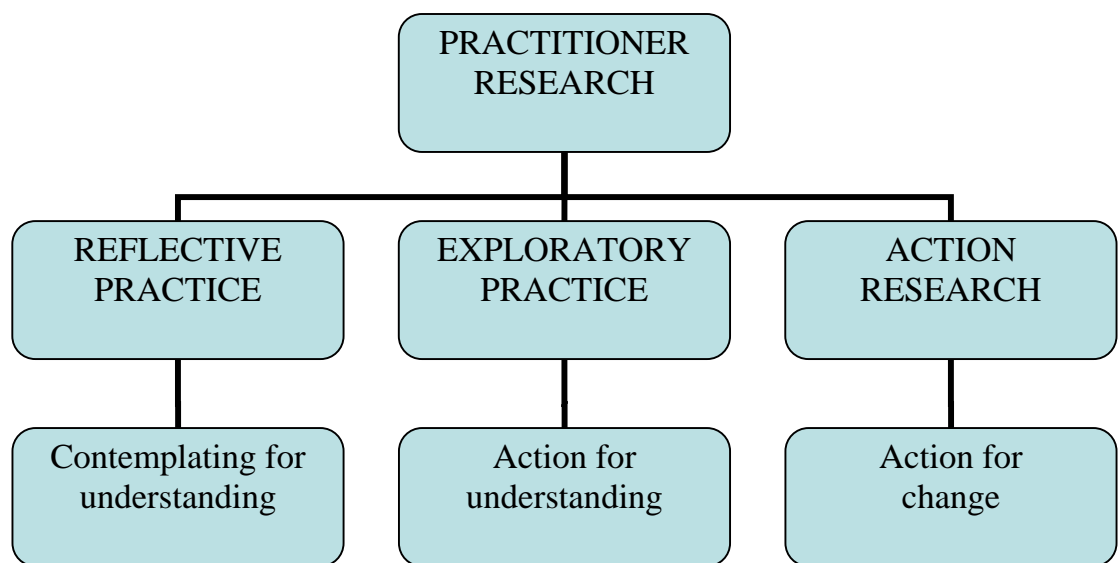 PRACTITIONER
RESEARCH
REFLECTIVE
PRACTICE
EXPLORATORY
PRACTICE
ACTION
RESEARCH
Contemplating for
understanding
Action for
understanding
Action for
change